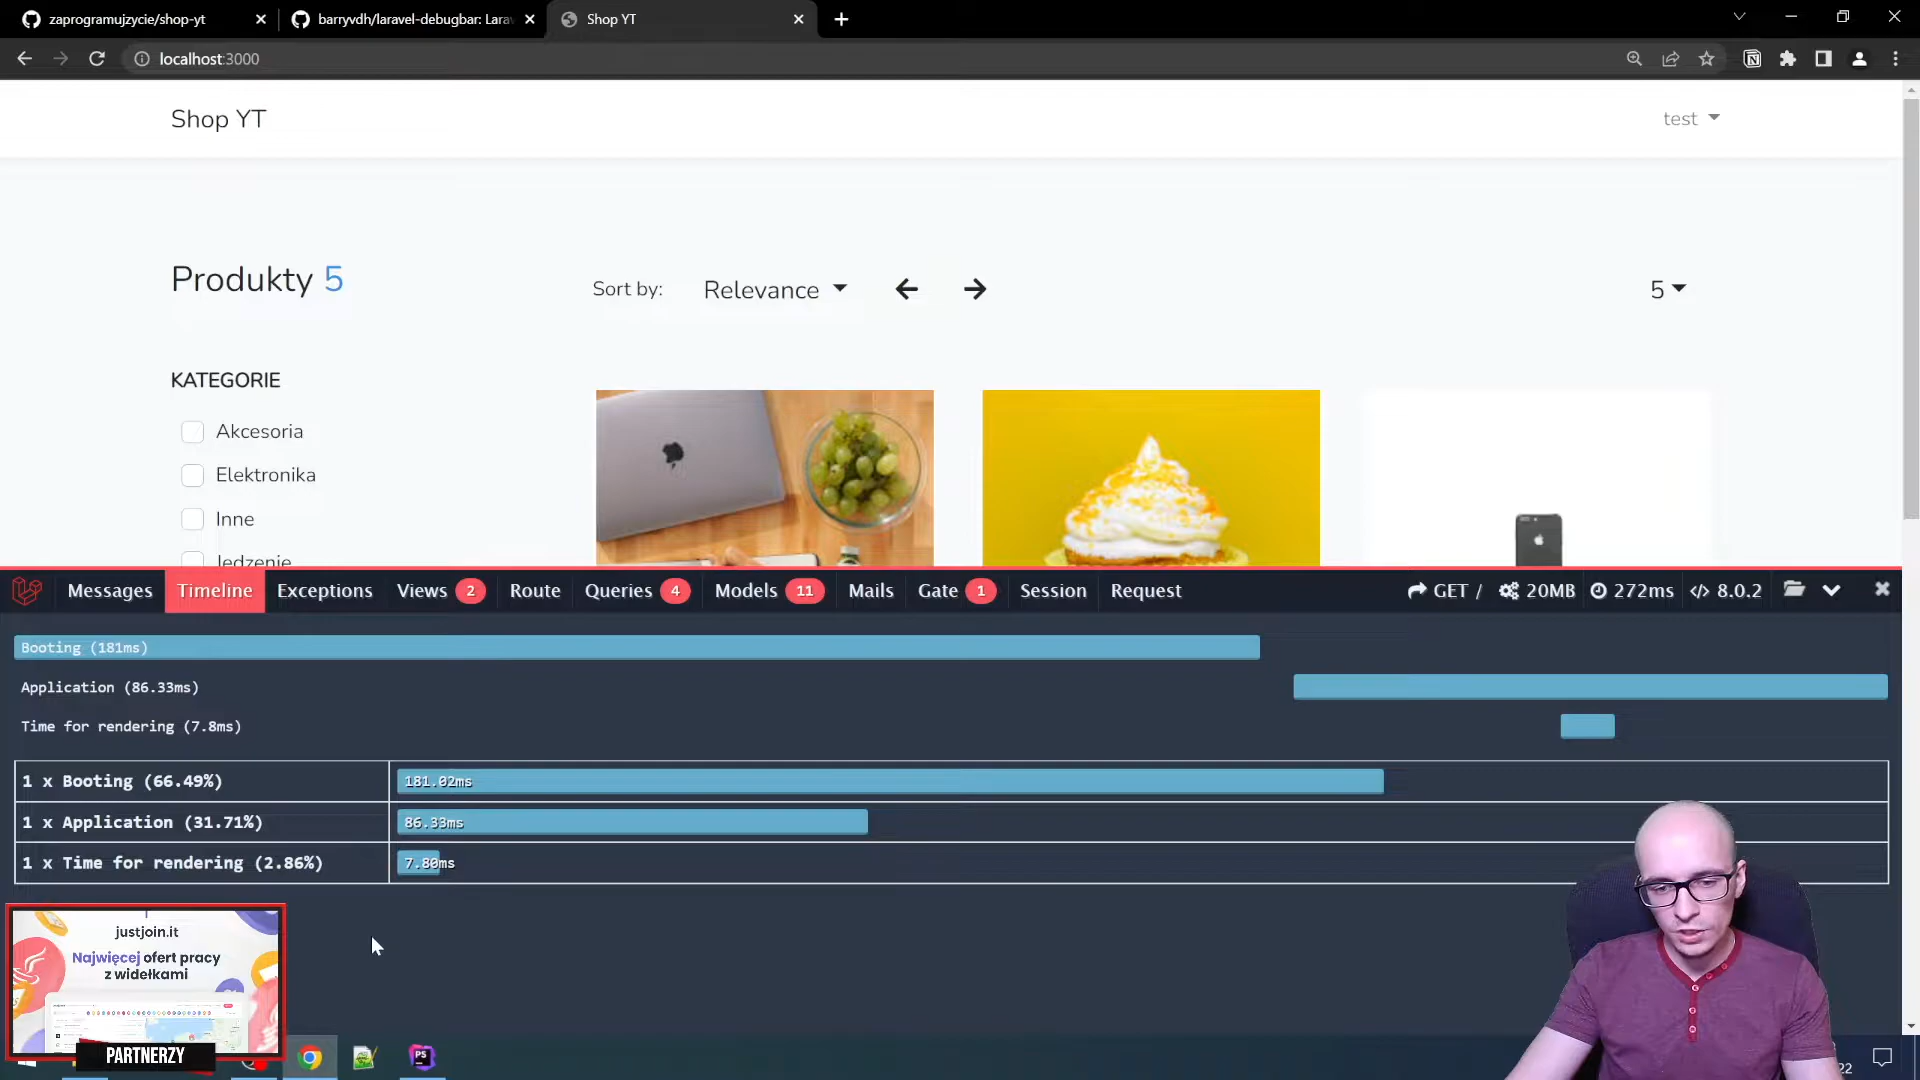 zaprogramujzycie/shop-yt
barryvdh/laravel-debugbar: Lara
Shop YT
localhost:3000
Shop YT
test
Produkty 5
Sort by:
Relevance
5
KATEGORIE
Akcesoria
Elektronika
Inne
Jedzenie
Messages
Timeline
Exceptions
Views 2
Route
Queries 4
Models 11
Mails
Gate 1
Session
Request
GET /
20MB
272ms
8.0.2
Booting (181ms)
Application (86.33ms)
Time for rendering (7.8ms)
1 x Booting (66.49%)
181.02ms
1 x Application (31.71%)
86.33ms
1 x Time for rendering (2.86%)
7.80ms
justjoin.it
Najwięcej ofert pracy
z widełkami
PARTNERZY
PS
22